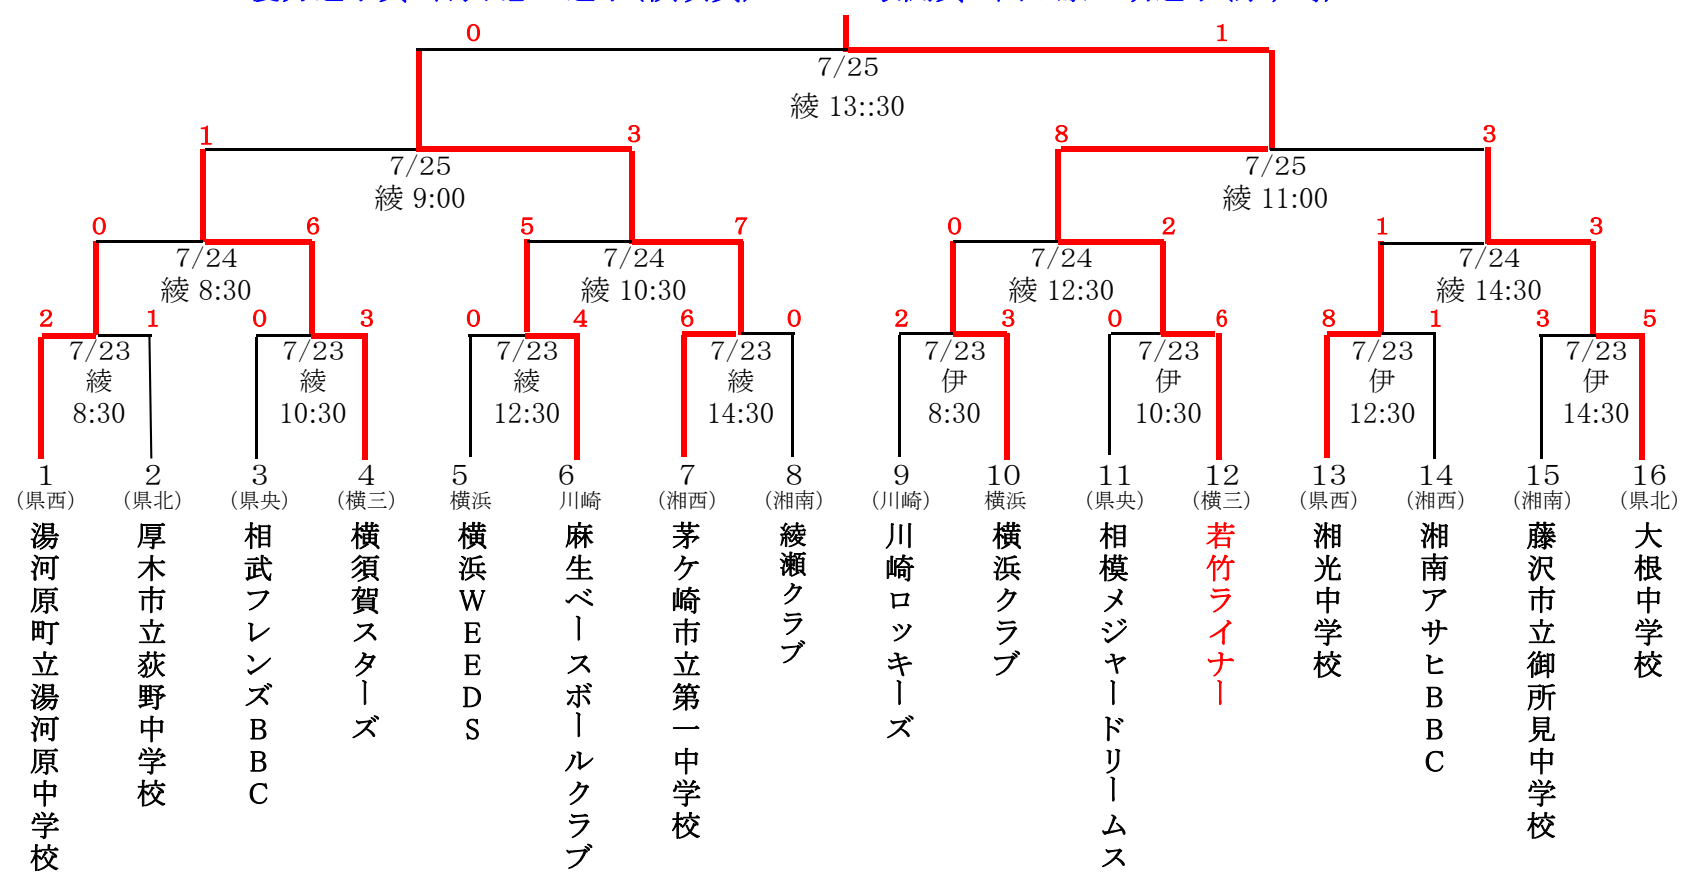 0 1
7/25
綾 13::30
1 3 8 3
7/25 7/25
綾 9:00 綾 11:00
0 6 5 7 0 2 1 3
7/24 7/24 7/24 7/24
綾 8:30 綾 10:30 綾 12:30 綾 14:30
2 1 0 3 0 4 6 0 2 3 0 6 8 1 3 5
7/23 7/23 7/23 7/23 7/23 7/23 7/23 7/23
綾 綾 綾 綾 伊 伊 伊 伊
8:30 10:30 12:30 14:30 8:30 10:30 12:30 14:30
1 2 3 4 5 6 7 8 9 10 11 12 13 14 15 16
(県西) (県北) (県央) (横三) 横浜 川崎 (湘西) (湘南) (川崎) 横浜 (県央) (横三) (県西) (湘西) (湘南) (県北)
湯河原町立湯河原中学校
厚木市立荻野中学校
相武フレンズBBC
横須賀スターズ
横浜WEEDS
麻生ベースボールクラブ
茅ケ崎市立第一中学校
綾瀬クラブ
川崎ロッキーズ
横浜クラブ
相模メジャードリームス
若竹ライナー
湘光中学校
湘南アサヒBBC
藤沢市立御所見中学校
大根中学校